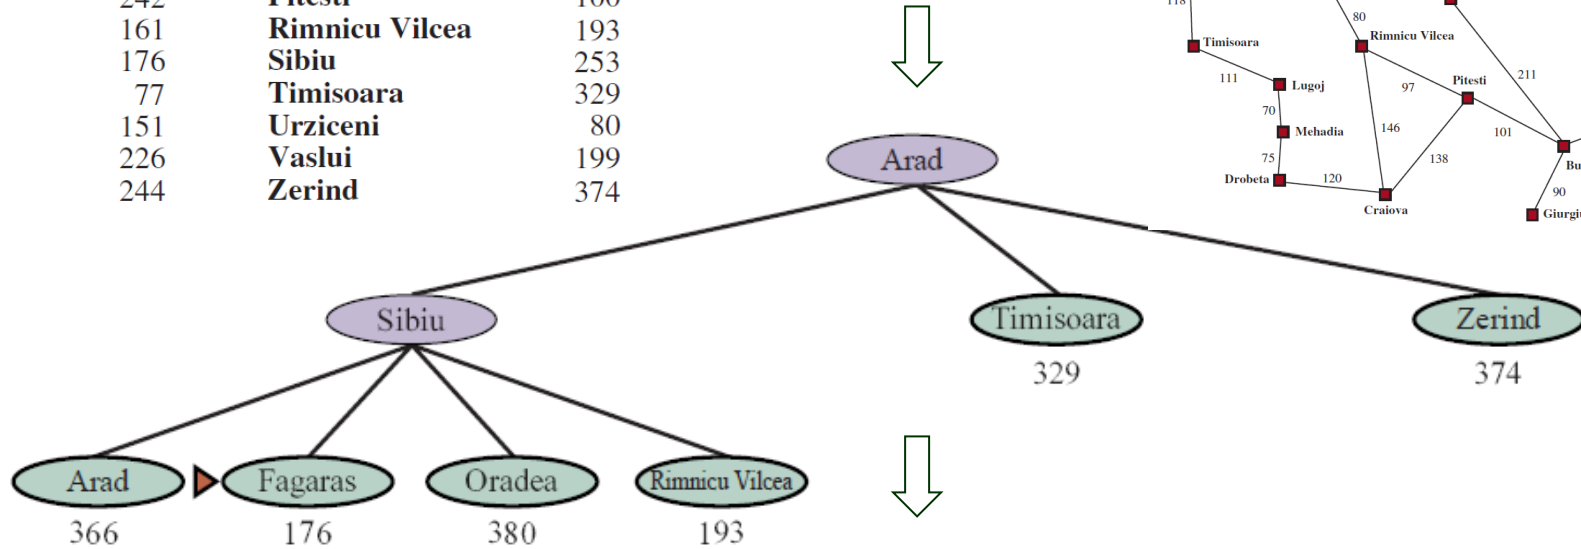 161 Rimnicu Vilcea 193
176 Sibiu 253
77 Timisoara 329
151 Urziceni 80
226 Vaslui 199
244 Zerind 374
80
Rimnicu Vilcea
Timisoara
111
Lugoj
97
Pitesti
211
70
Mehadia
146
101
75
138
Drobeta
120
Craiova
90
Arad
Sibiu
Timisoara
Zerind
329
374
Arad
Fagaras
Oradea
Rimnicu Vilcea
366
176
380
193